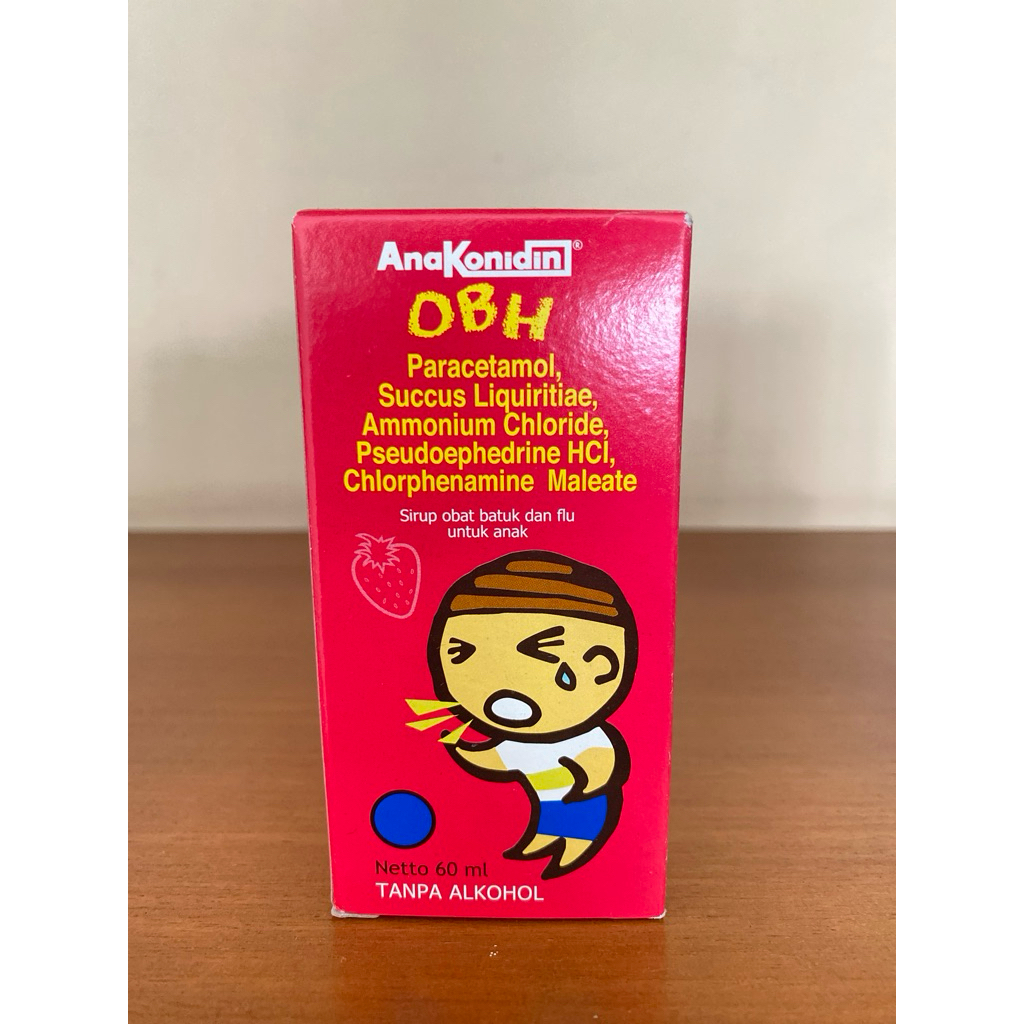 AnaKonidin®
OBH
Paracetamol,
Succus Liquiritiae,
Ammonium Chloride,
Pseudoephedrine HCl,
Chlorphenamine Maleate
Sirup obat batuk dan flu
untuk anak
Netto 60 ml
TANPA ALKOHOL